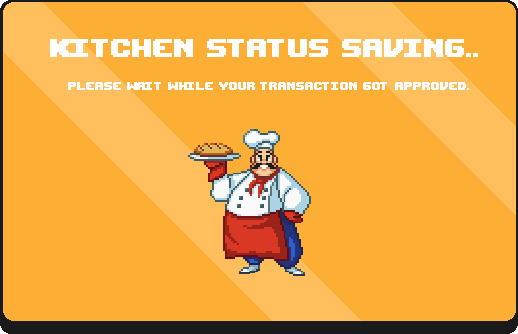 KITCHEN STATUS SAVING..
PLEASE WAIT WHILE YOUR TRANSACTION GOT APPROVED.